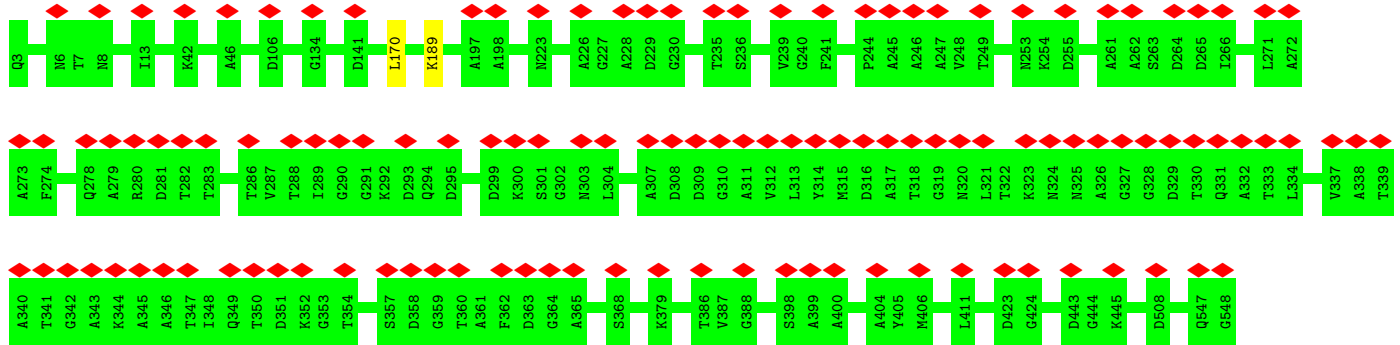 Q3 N6 T7 N8 I13 K42 A46 D106 G134 D141 L170 K189 A197 A198 N223 A226 G227 A228 D229 G230 T235 S236 V239 G240 F241 P244 A245 A246 A247 V248 T249 N253 K254 D255 A261 A262 S263 D264 D265 I266 L271 A272
A273 F274 Q278 A279 R280 D281 T282 T283 T286 V287 T288 I289 G290 G291 K292 D293 Q294 D295 D299 K300 S301 G302 N303 L304 A307 D308 D309 G310 A311 V312 L313 Y314 M315 D316 A317 T318 G319 N320 L321 T322 K323 N324 N325 A326 G327 G328 D329 T330 Q331 A332 T333 L334 V337 A338 T339
A340 T341 G342 A343 K344 A345 A346 T347 I348 Q349 T350 D351 K352 G353 T354 S357 D358 G359 T360 A361 F362 D363 G364 A365 S368 K379 T386 V387 G388 S398 A399 A400 A404 Y405 M406 L411 D423 G424 D443 G444 K445 D508 Q547 G548